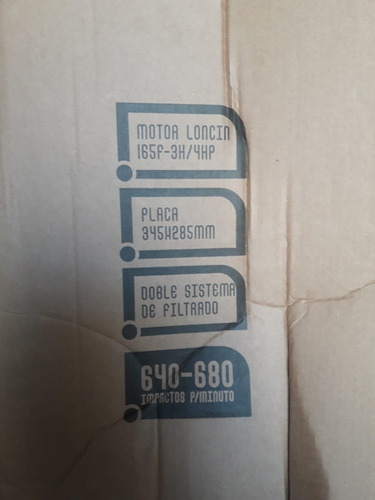 MOTOR LONCIN
165F-3H/4HP
PLACA
345X285MM
DOBLE SISTEMA
DE FILTRADO
640-680
IMPACTOS P/MINUTO